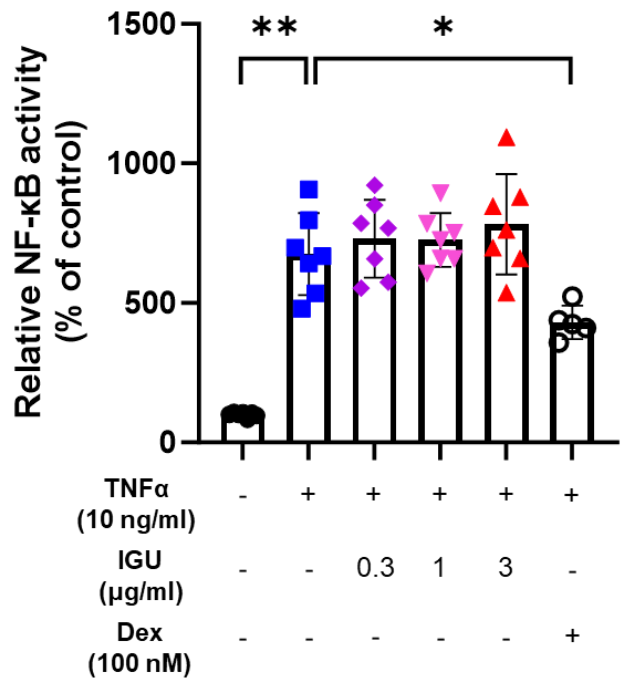 Relative NF-κB activity
(% of control)
1500
1000
500
0
** *
TNFα - + + + + +
(10 ng/ml)
IGU - - 0.3 1 3 -
(μg/ml)
Dex - - - - - +
(100 nM)